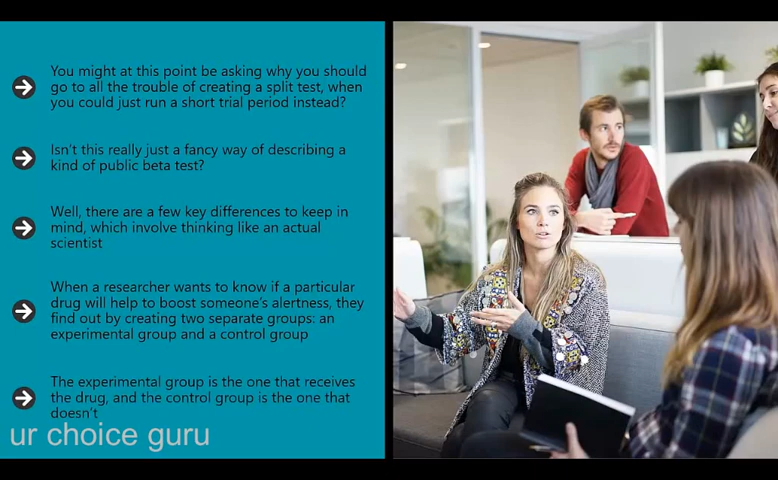 You might at this point be asking why you should
go to all the trouble of creating a split test, when
you could just run a short trial period instead?
Isn't this really just a fancy way of describing a
kind of public beta test?
Well, there are a few key differences to keep in
mind, which involve thinking like an actual
scientist
When a researcher wants to know if a particular
drug will help to boost someone's alertness, they
find out by creating two separate groups: an
experimental group and a control group
The experimental group is the one that receives
the drug, and the control group is the one that
doesn't
ur choice guru